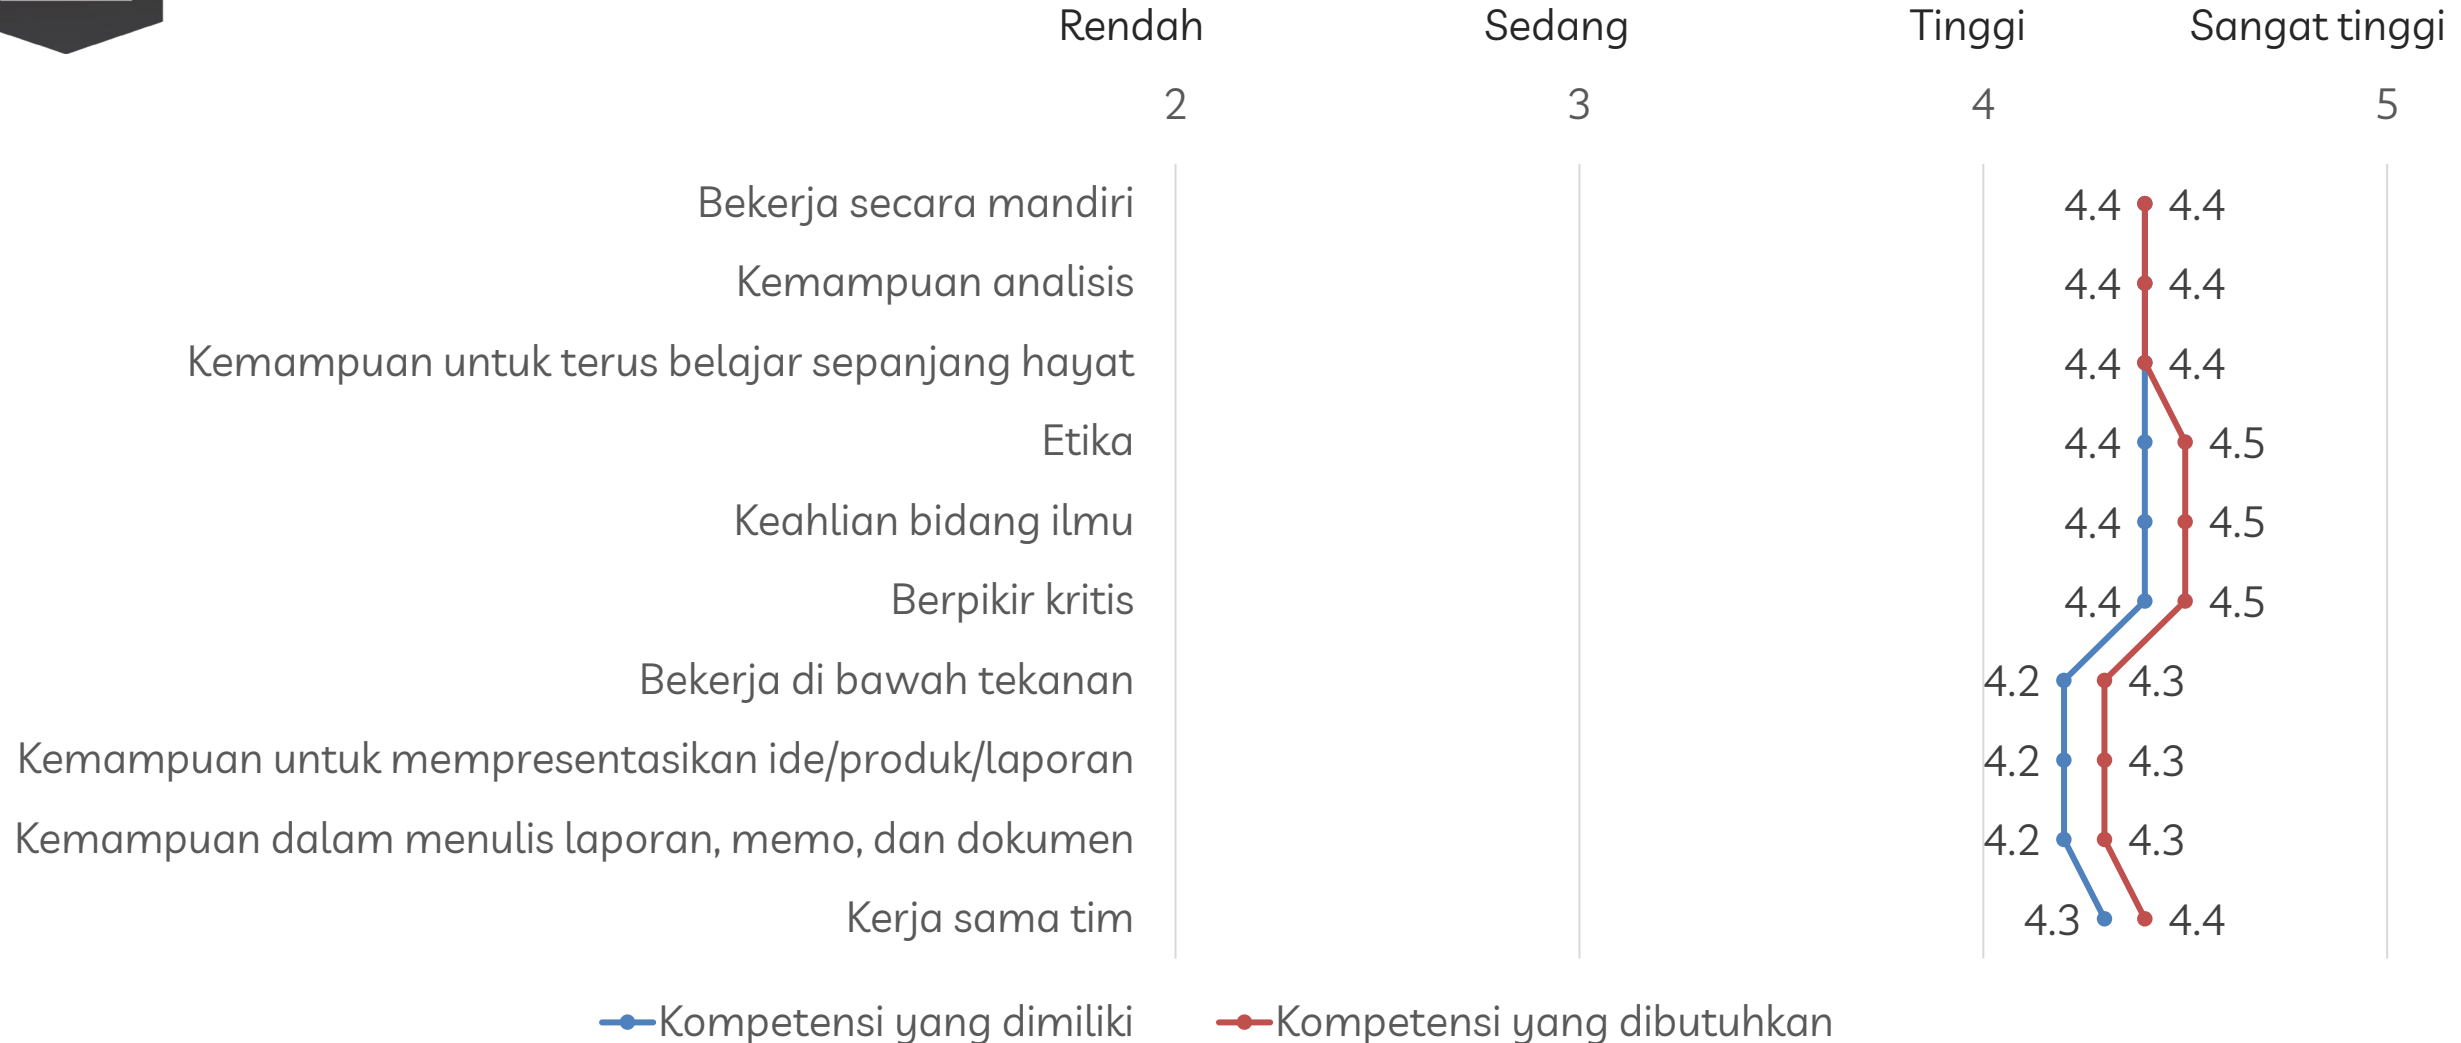 Rendah Sedang Tinggi Sangat tinggi
2 3 4 5
Bekerja secara mandiri 4.4 4.4
Kemampuan analisis 4.4 4.4
Kemampuan untuk terus belajar sepanjang hayat 4.4 4.4
Etika 4.4 4.5
Keahlian bidang ilmu 4.4 4.5
Berpikir kritis 4.4 4.5
Bekerja di bawah tekanan 4.2 4.3
Kemampuan untuk mempresentasikan ide/produk/laporan 4.2 4.3
Kemampuan dalam menulis laporan, memo, dan dokumen 4.2 4.3
Kerja sama tim 4.3 4.4
Kompetensi yang dimiliki Kompetensi yang dibutuhkan